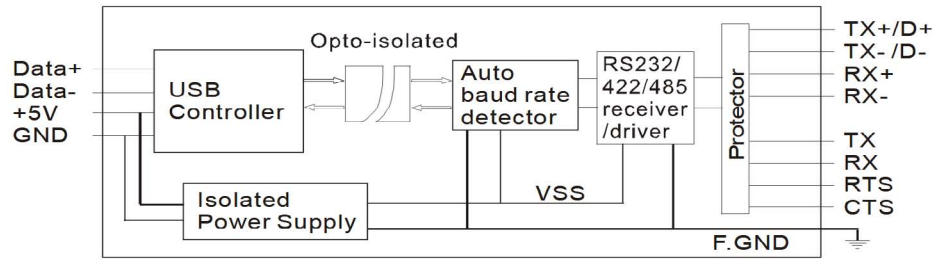 Data+
Data-
+5V
GND
USB
Controller
Opto-isolated
Auto
baud rate
detector
RS232/
422/485
receiver
/driver
Protector
TX+/D+
TX-/D-
RX+
RX-
TX
RX
RTS
CTS
Isolated
Power Supply
VSS
F.GND